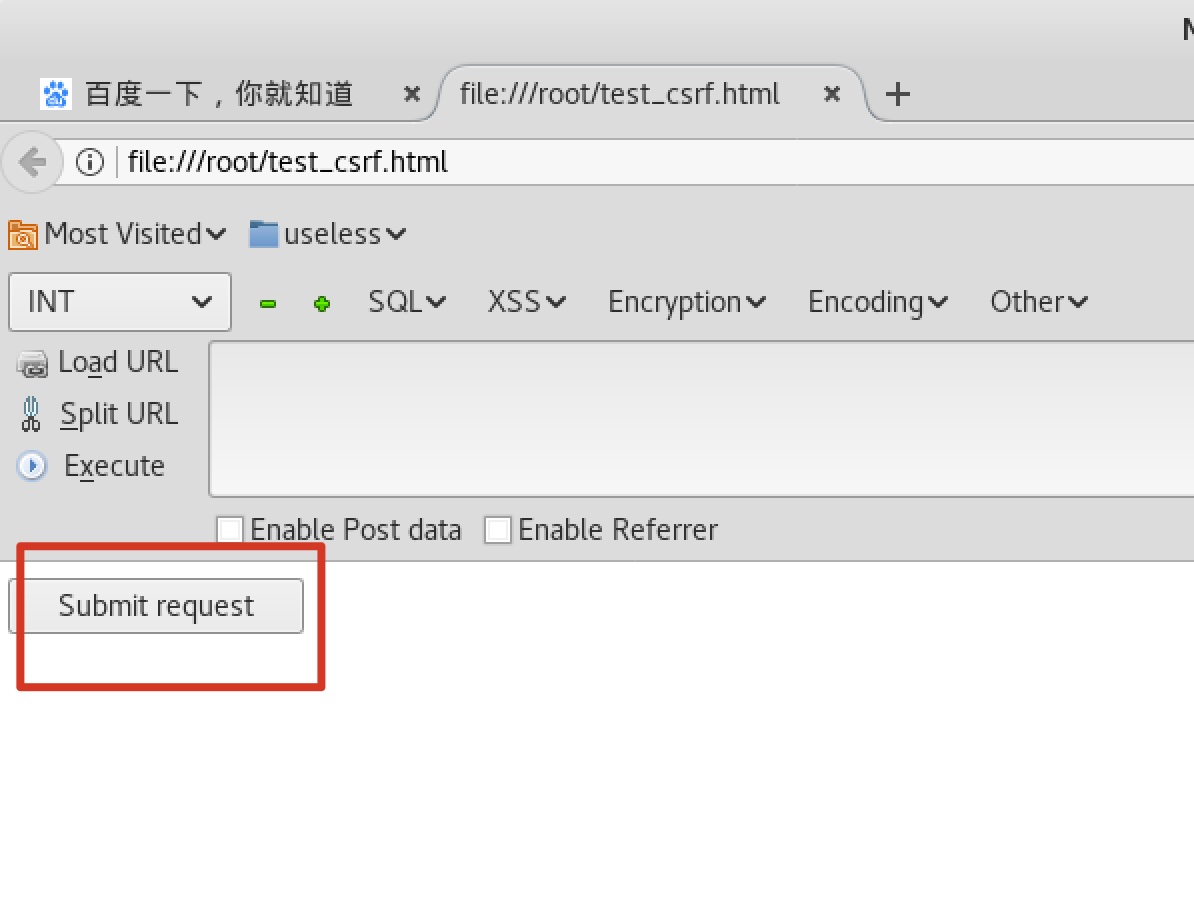 百度一下，你就知道
file:///root/test_csrf.html
file:///root/test_csrf.html
Most Visited useless
INT SQL XSS Encryption Encoding Other
Load URL
Split URL
Execute
Enable Post data Enable Referrer
Submit request